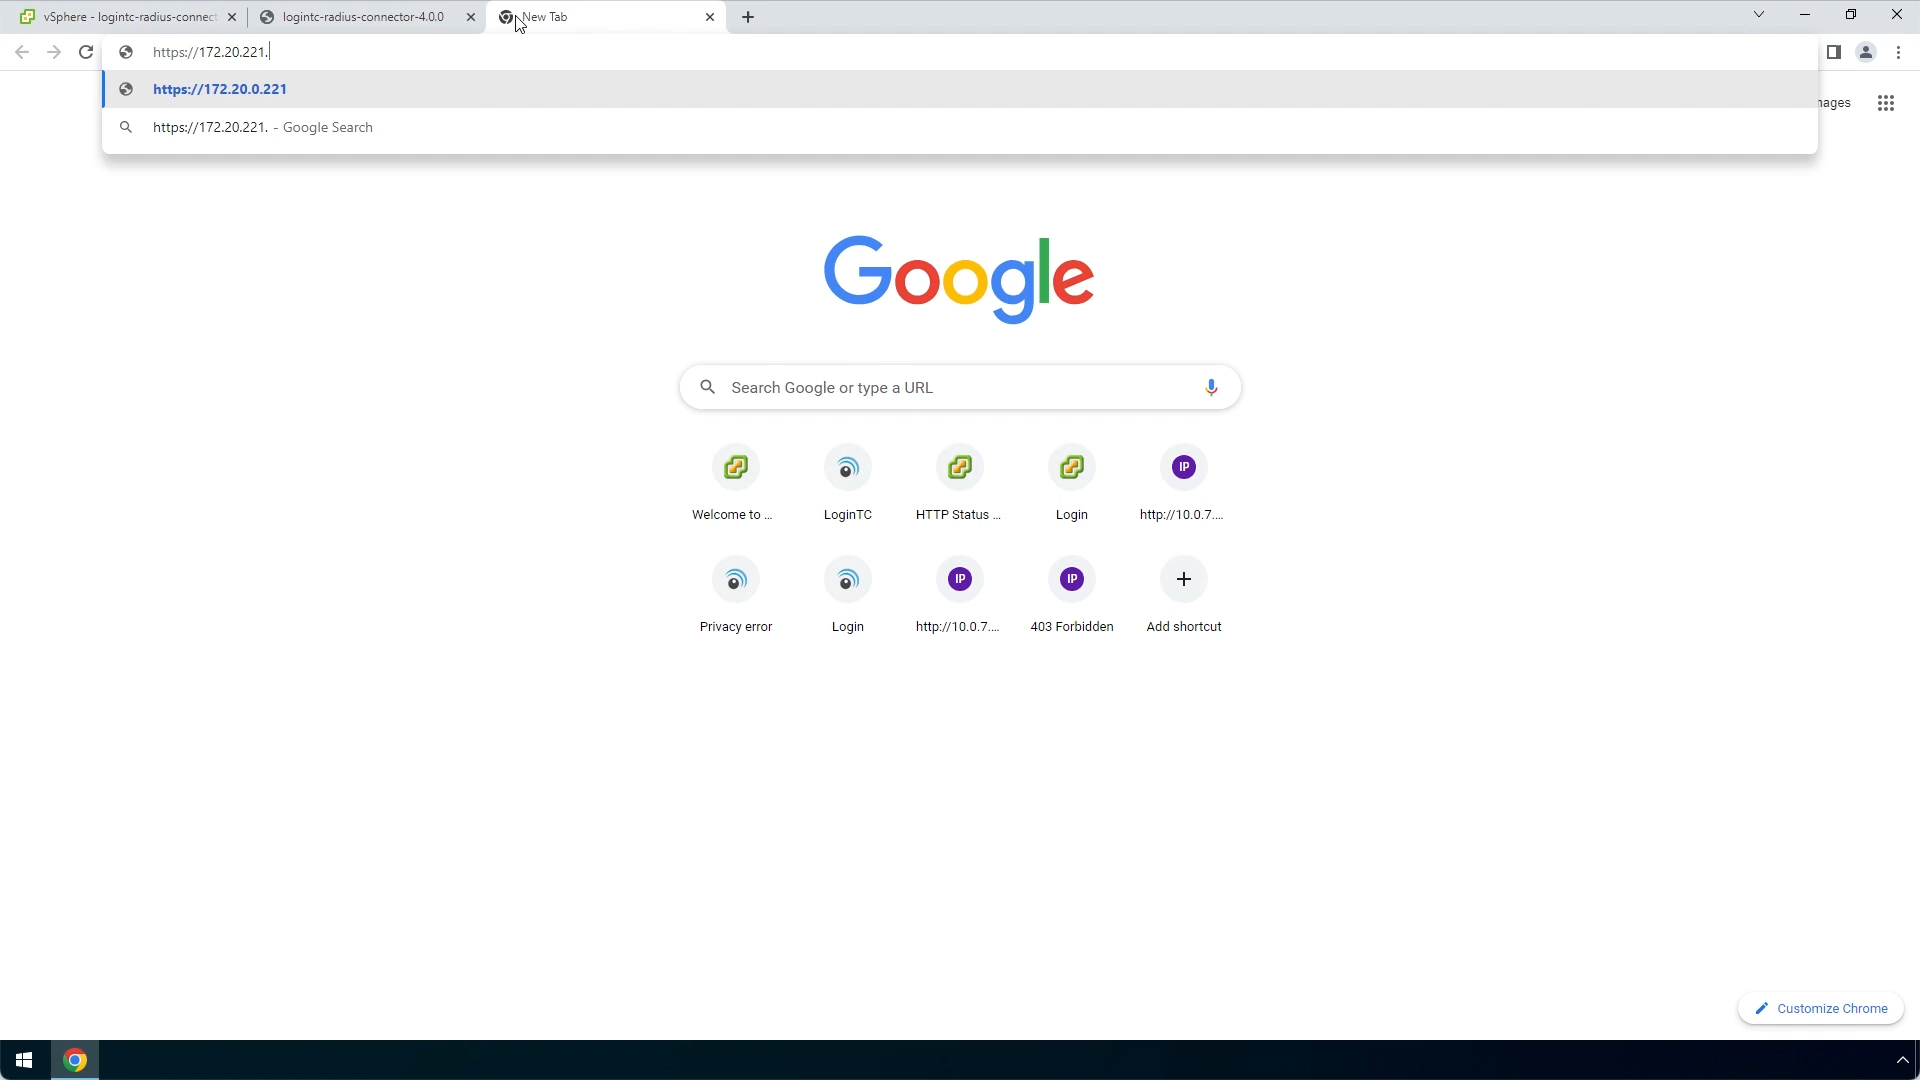 vSphere - logintc-radius-connect
logintc-radius-connector-4.0.0
New Tab
https://172.20.221.
https://172.20.0.221
https://172.20.221. - Google Search
nages
Google
Search Google or type a URL
Welcome to ...
LoginTC
HTTP Status ...
Login
IP
http://10.0.7....
Privacy error
Login
IP
http://10.0.7....
IP
403 Forbidden
Add shortcut
Customize Chrome